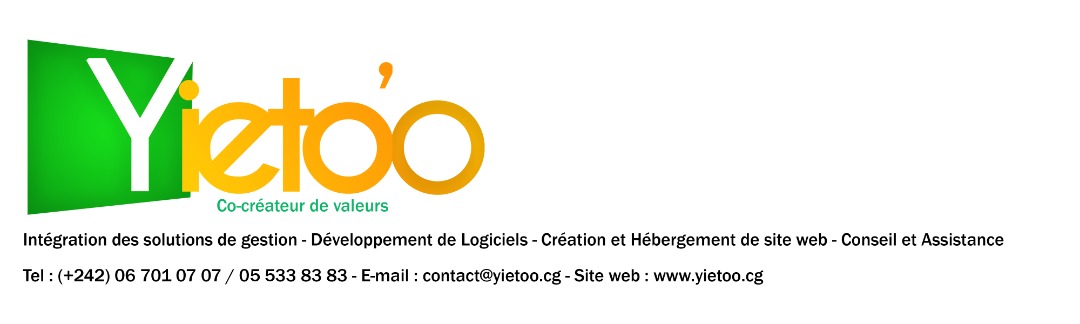 Yieto'o
Co-créateur de valeurs
Intégration des solutions de gestion - Développement de Logiciels - Création et Hébergement de site web - Conseil et Assistance
Tel : (+242) 06 701 07 07 / 05 533 83 83 - E-mail : contact@yietoo.cg - Site web : www.yietoo.cg